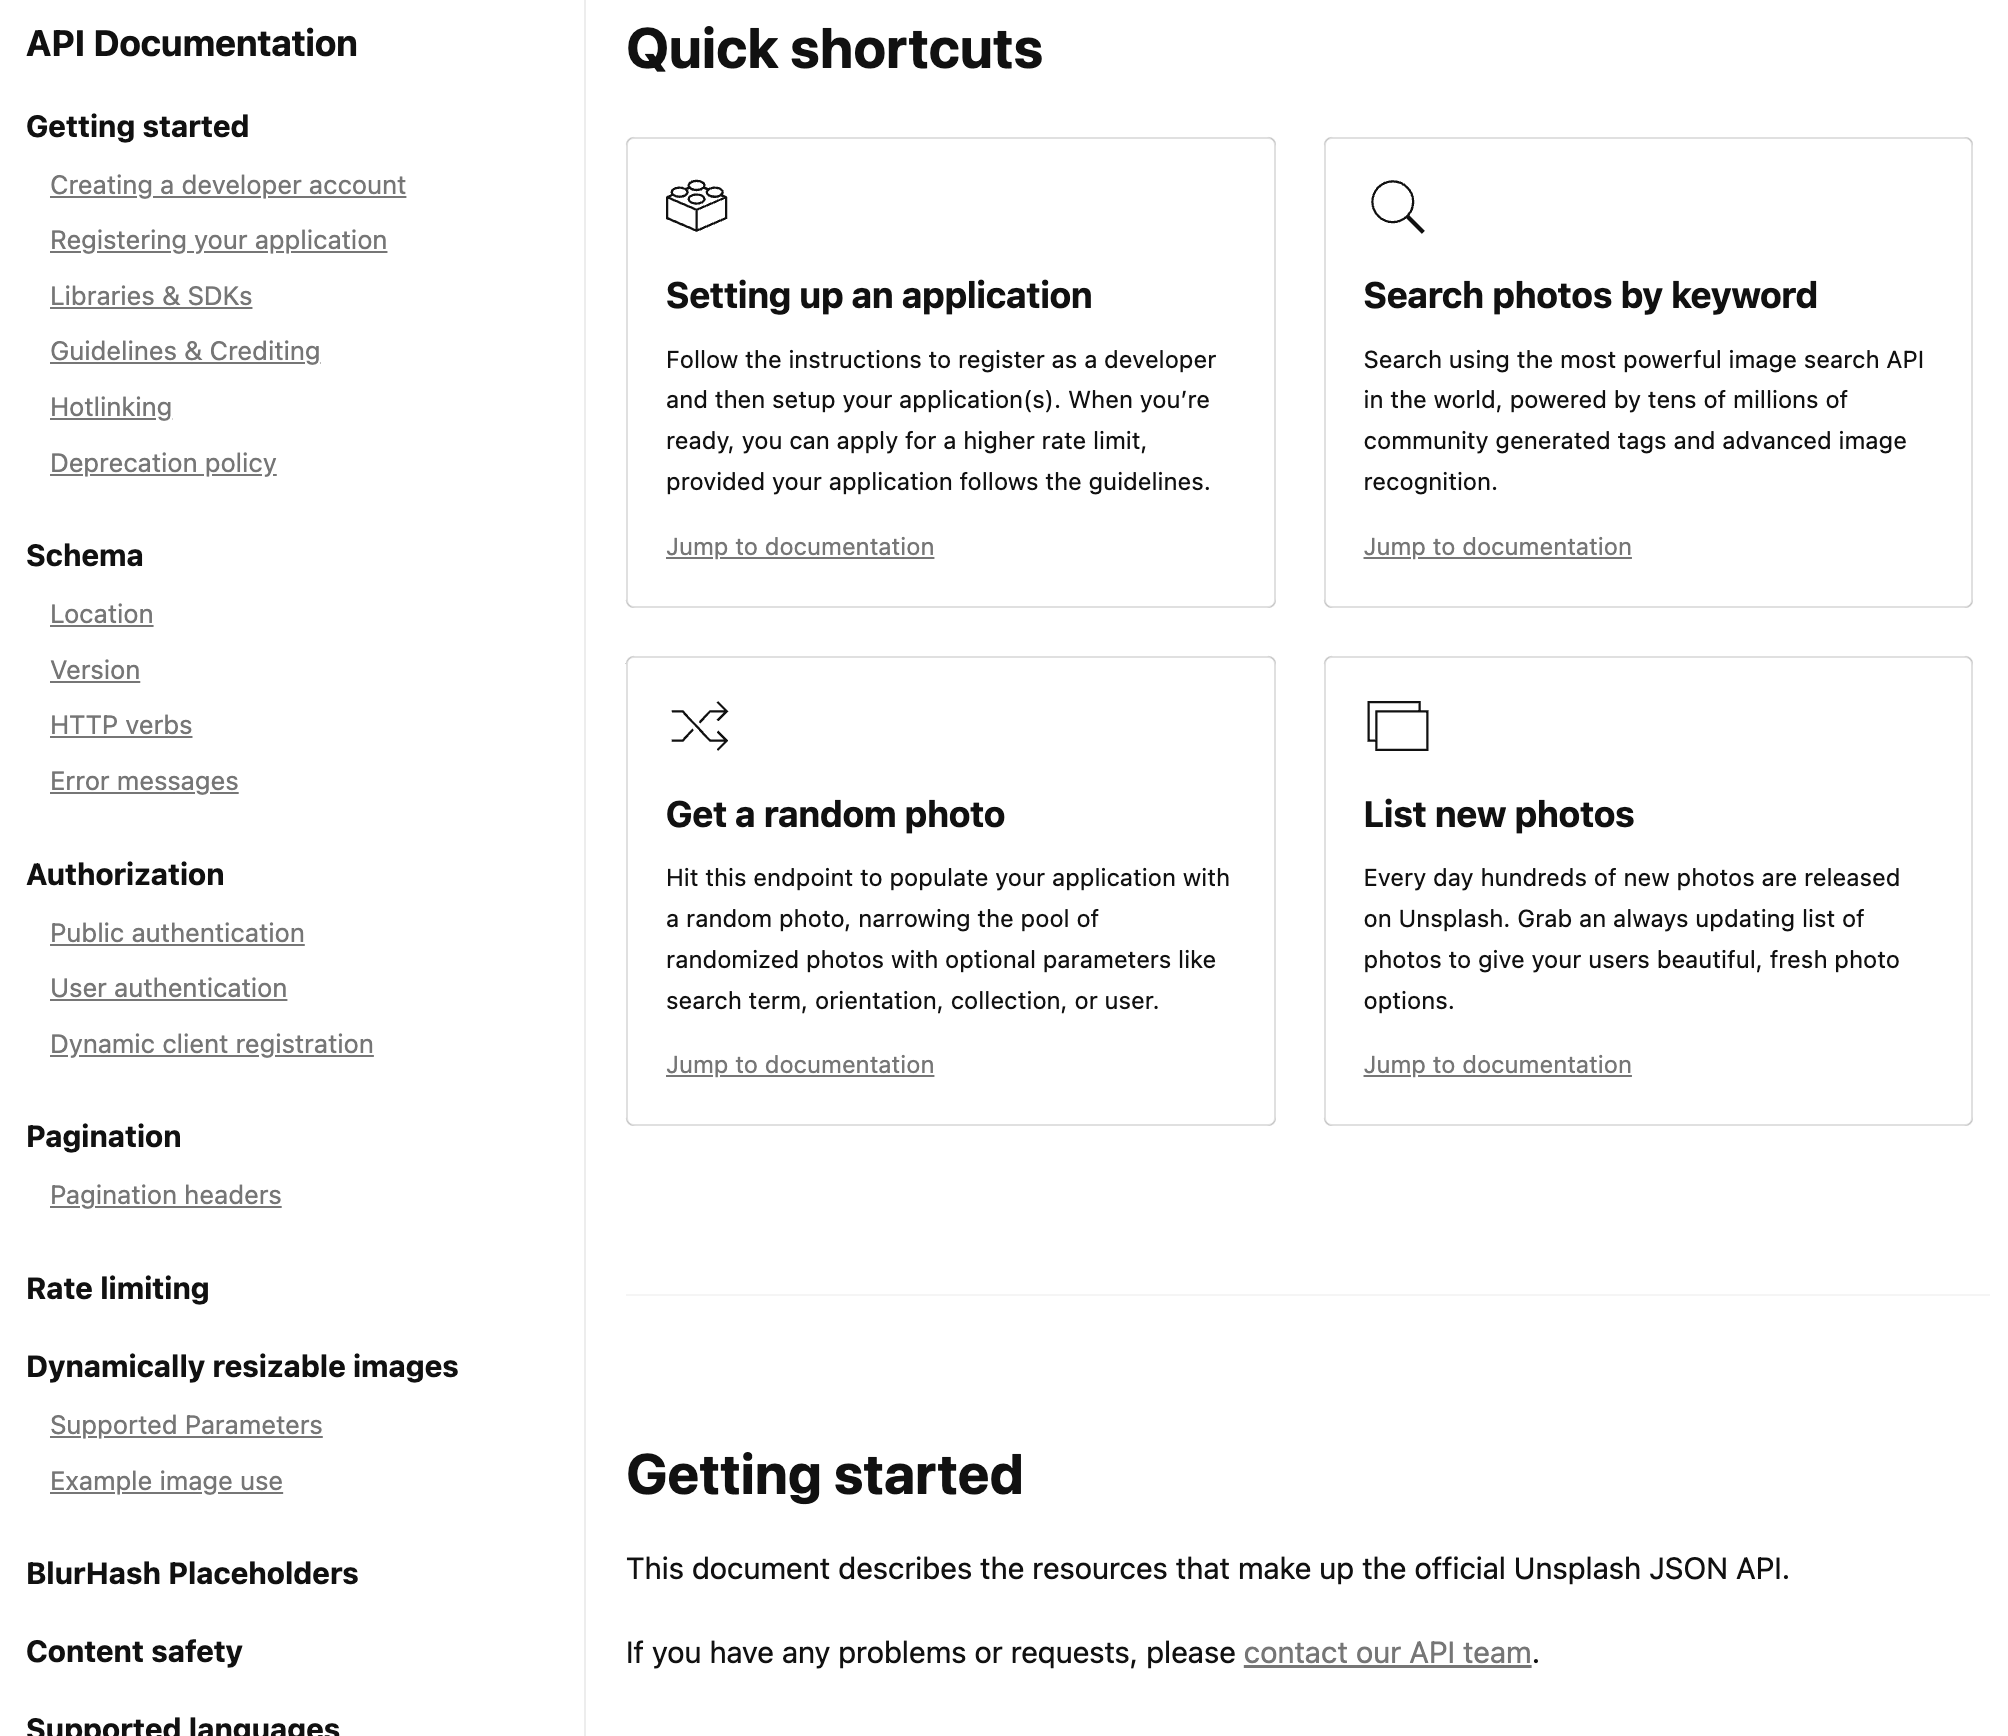 API Documentation
Getting started
Creating a developer account
Registering your application
Libraries & SDKs
Guidelines & Crediting
Hotlinking
Deprecation policy
Schema
Location
Version
HTTP verbs
Error messages
Authorization
Public authentication
User authentication
Dynamic client registration
Pagination
Pagination headers
Rate limiting
Dynamically resizable images
Supported Parameters
Example image use
BlurHash Placeholders
Content safety
Supported languages
Quick shortcuts
Setting up an application
Follow the instructions to register as a developer
and then setup your application(s). When you’re
ready, you can apply for a higher rate limit,
provided your application follows the guidelines.
Jump to documentation
Search photos by keyword
Search using the most powerful image search API
in the world, powered by tens of millions of
community generated tags and advanced image
recognition.
Jump to documentation
Get a random photo
Hit this endpoint to populate your application with
a random photo, narrowing the pool of
randomized photos with optional parameters like
search term, orientation, collection, or user.
Jump to documentation
List new photos
Every day hundreds of new photos are released
on Unsplash. Grab an always updating list of
photos to give your users beautiful, fresh photo
options.
Jump to documentation
Getting started
This document describes the resources that make up the official Unsplash JSON API.
If you have any problems or requests, please contact our API team.